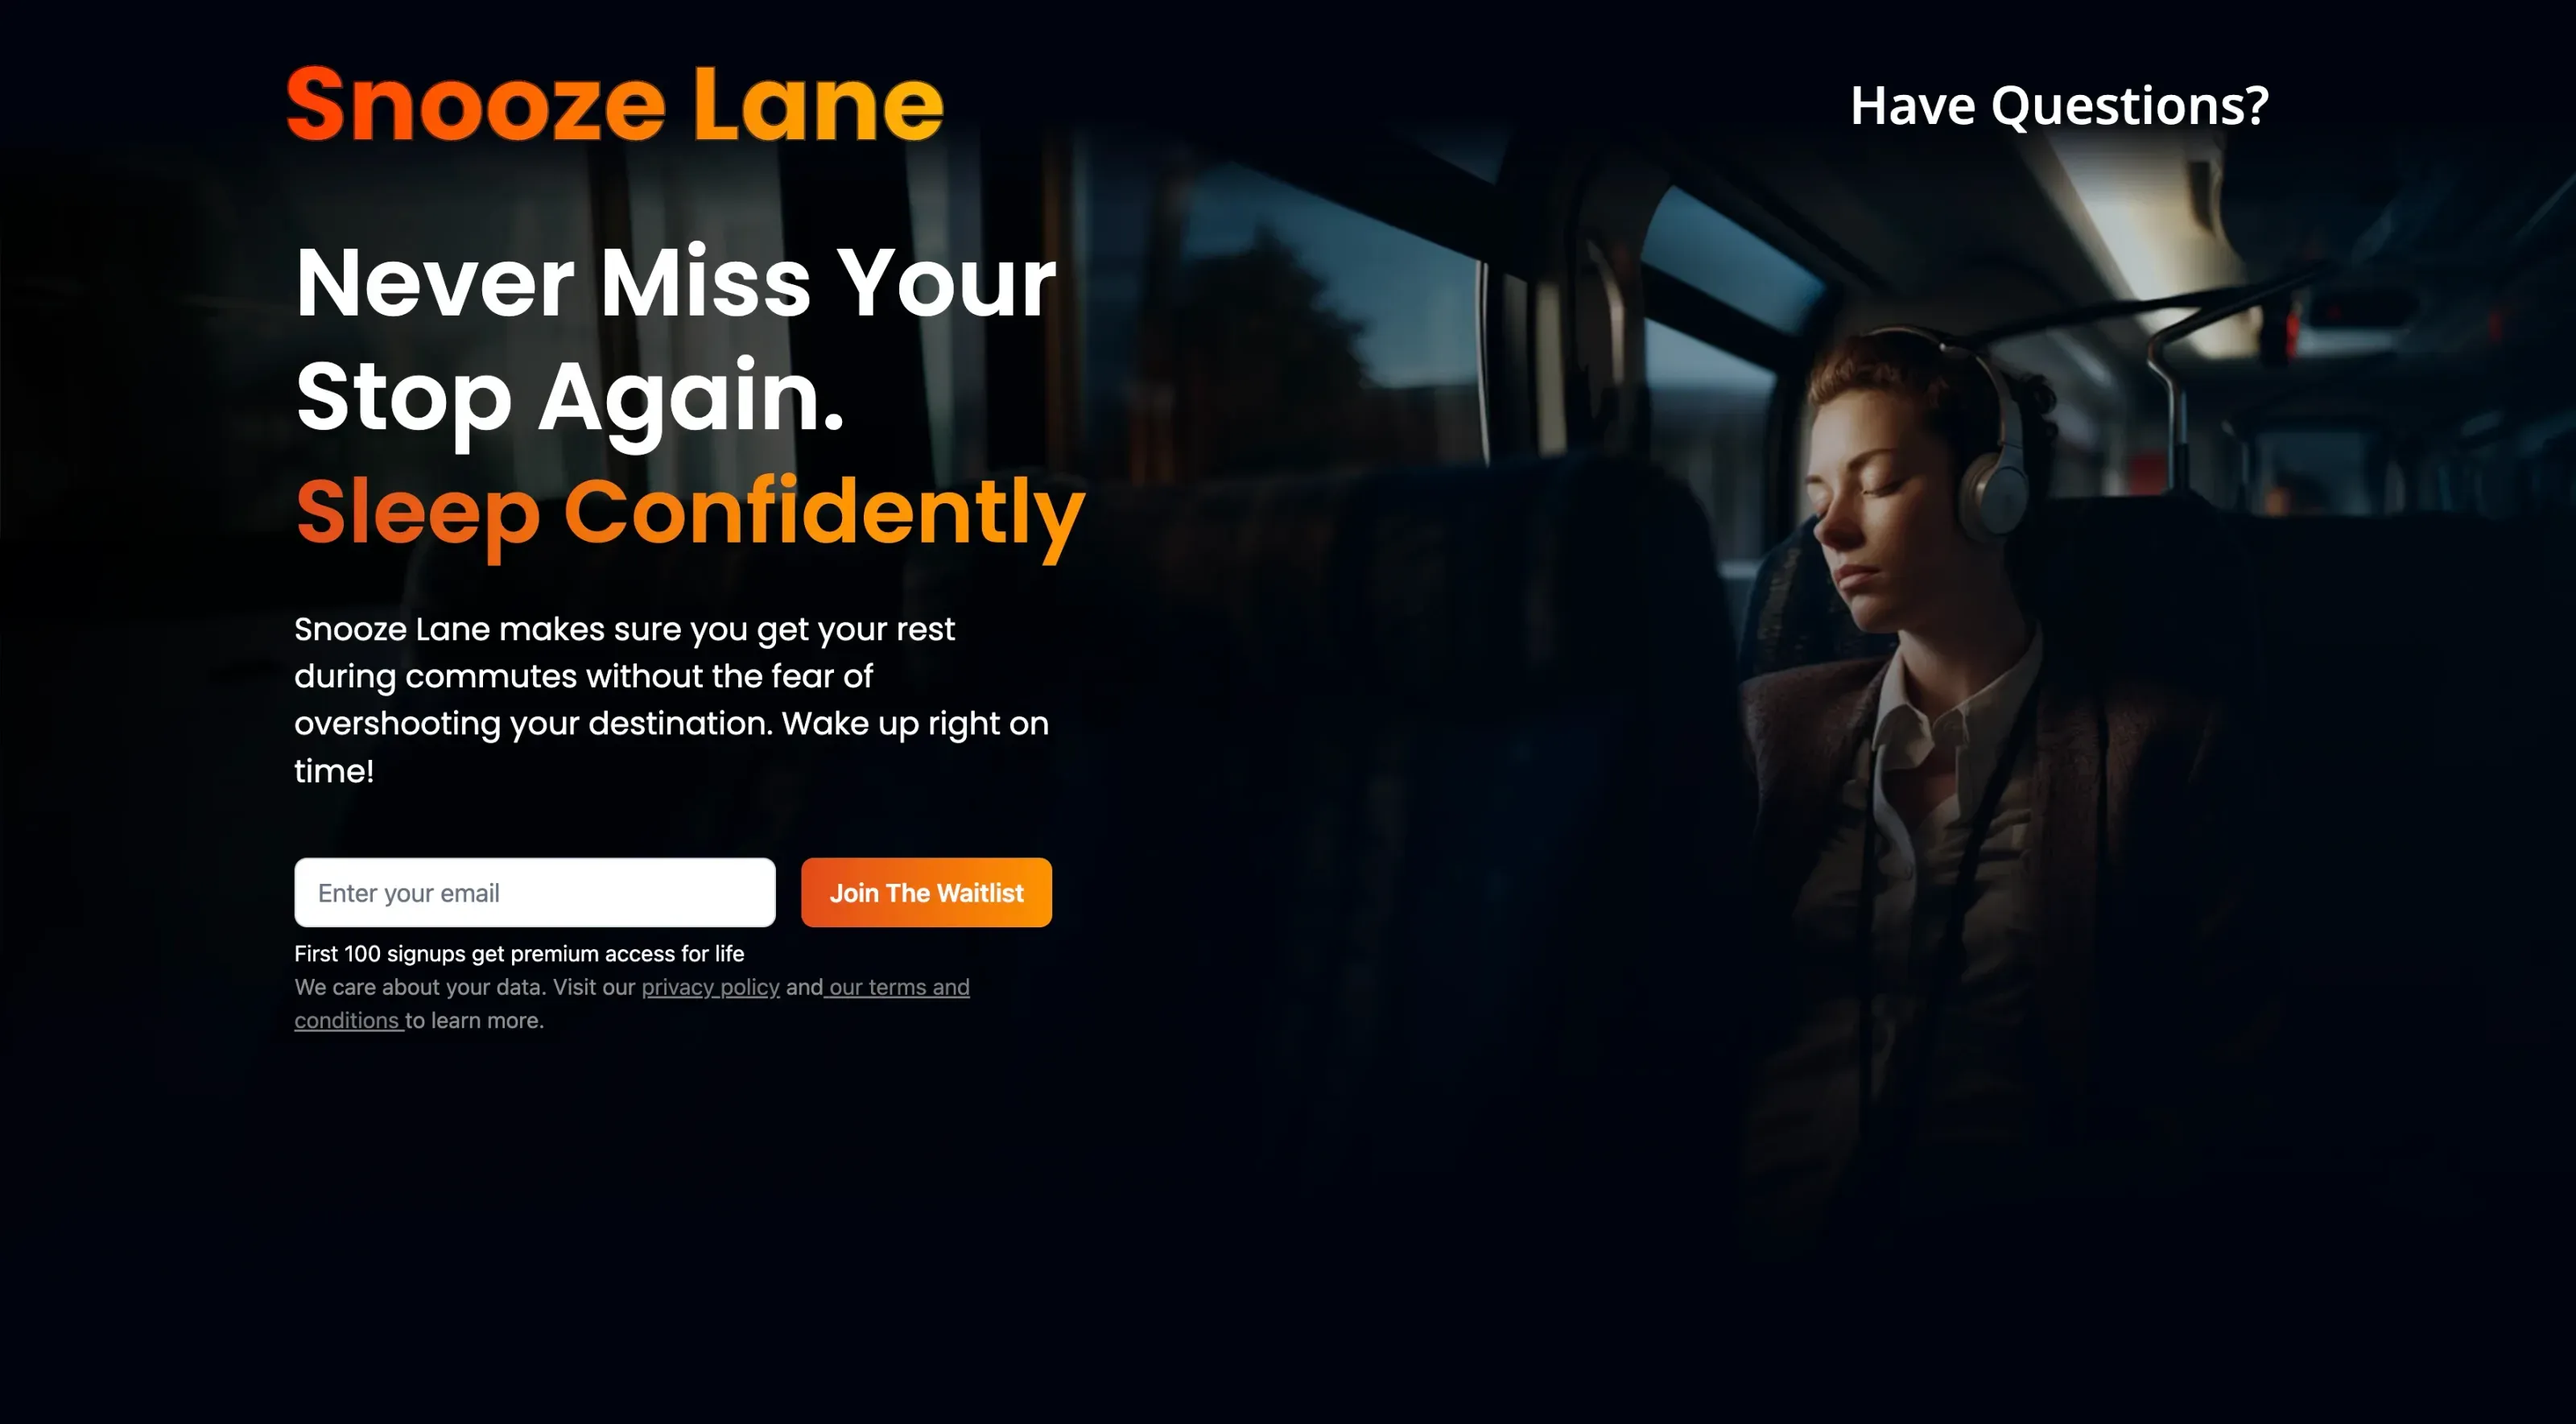 Snooze Lane
Have Questions?
Never Miss Your
Stop Again.
Sleep Confidently
Snooze Lane makes sure you get your rest
during commutes without the fear of
overshooting your destination. Wake up right on
time!
Enter your email
Join The Waitlist
First 100 signups get premium access for life
We care about your data. Visit our privacy policy and our terms and
conditions to learn more.